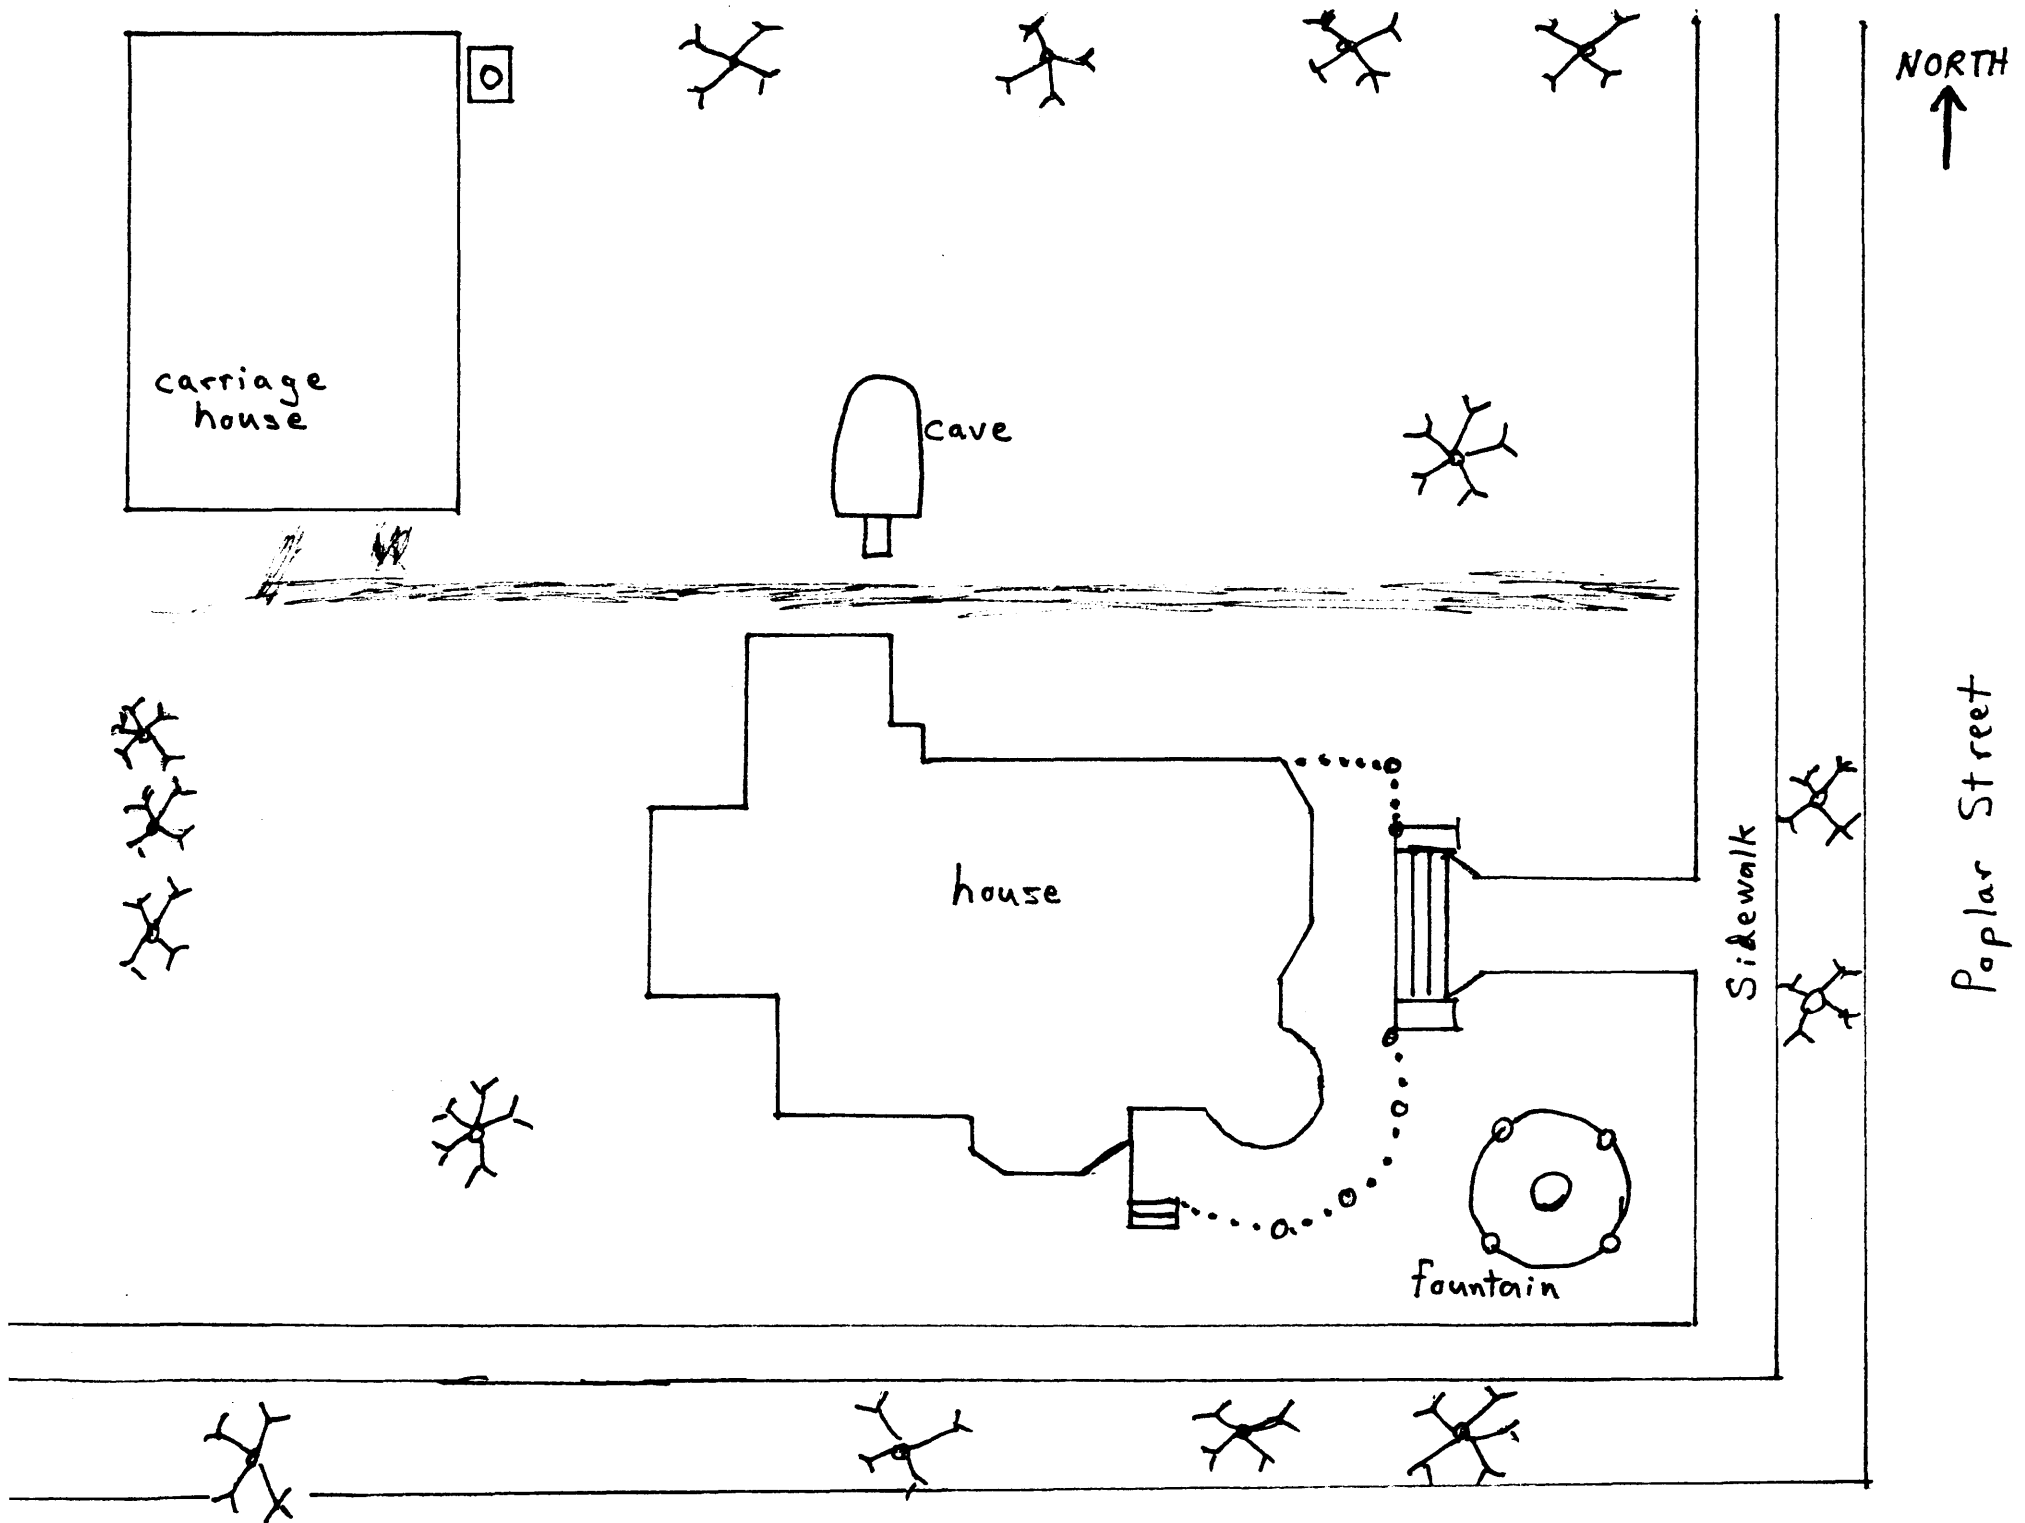 NORTH
carriage
house
cave
house
Sidewalk
Poplar Street
fountain